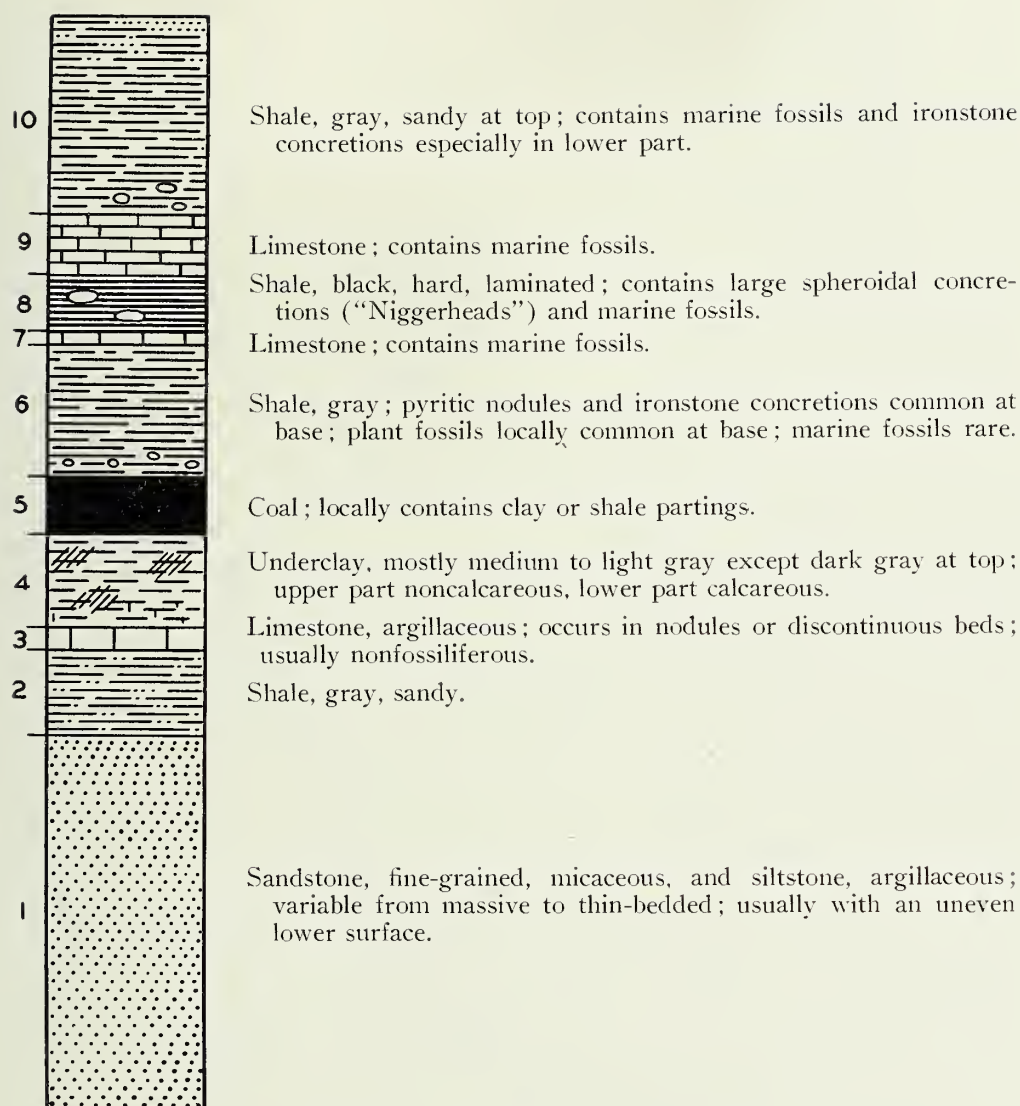 10
Shale, gray, sandy at top; contains marine fossils and ironstone
concretions especially in lower part.
9
Limestone; contains marine fossils.
8
Shale, black, hard, laminated; contains large spheroidal concre-
tions ("Niggerheads") and marine fossils.
7
Limestone; contains marine fossils.
6
Shale, gray; pyritic nodules and ironstone concretions common at
base; plant fossils locally common at base; marine fossils rare.
5
Coal; locally contains clay or shale partings.
4
Underclay, mostly medium to light gray except dark gray at top;
upper part noncalcareous, lower part calcareous.
3
Limestone, argillaceous; occurs in nodules or discontinuous beds;
usually nonfossiliferous.
2
Shale, gray, sandy.
1
Sandstone, fine-grained, micaceous, and siltstone, argillaceous;
variable from massive to thin-bedded; usually with an uneven
lower surface.